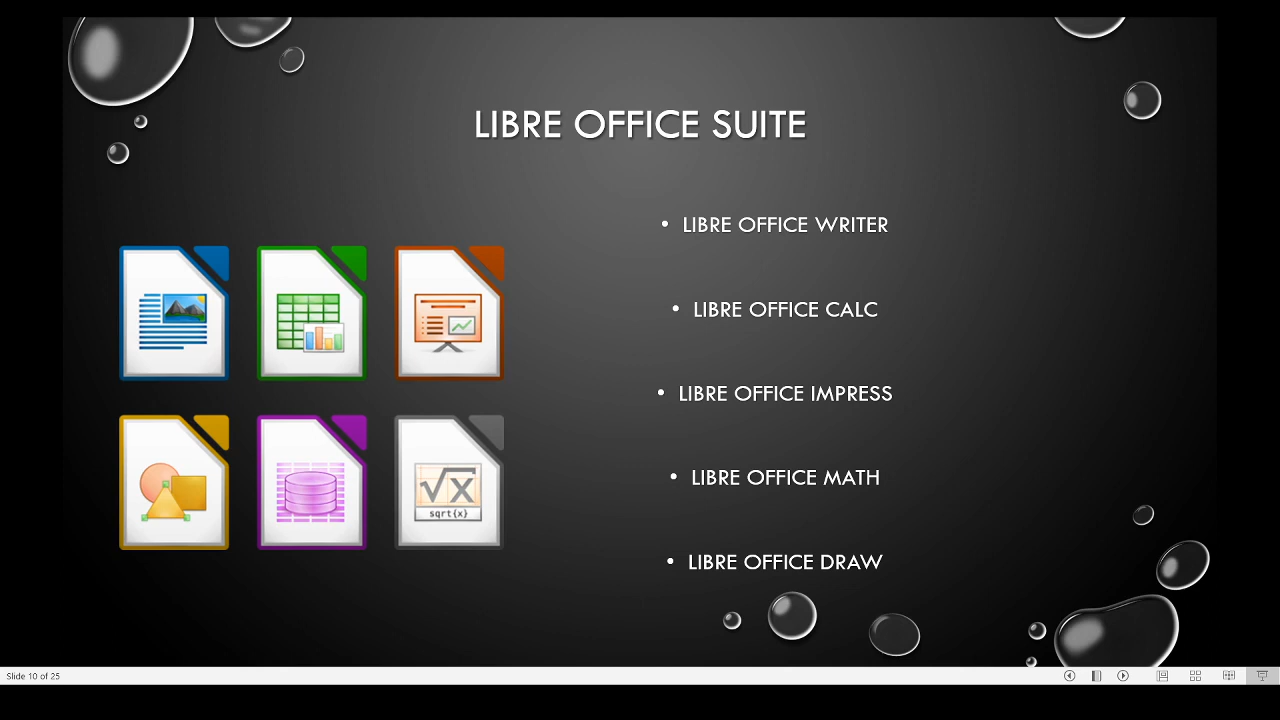 LIBRE OFFICE SUITE
• LIBRE OFFICE WRITER
• LIBRE OFFICE CALC
• LIBRE OFFICE IMPRESS
• LIBRE OFFICE MATH
• LIBRE OFFICE DRAW
√x
sqrt{x}
Slide 10 of 25